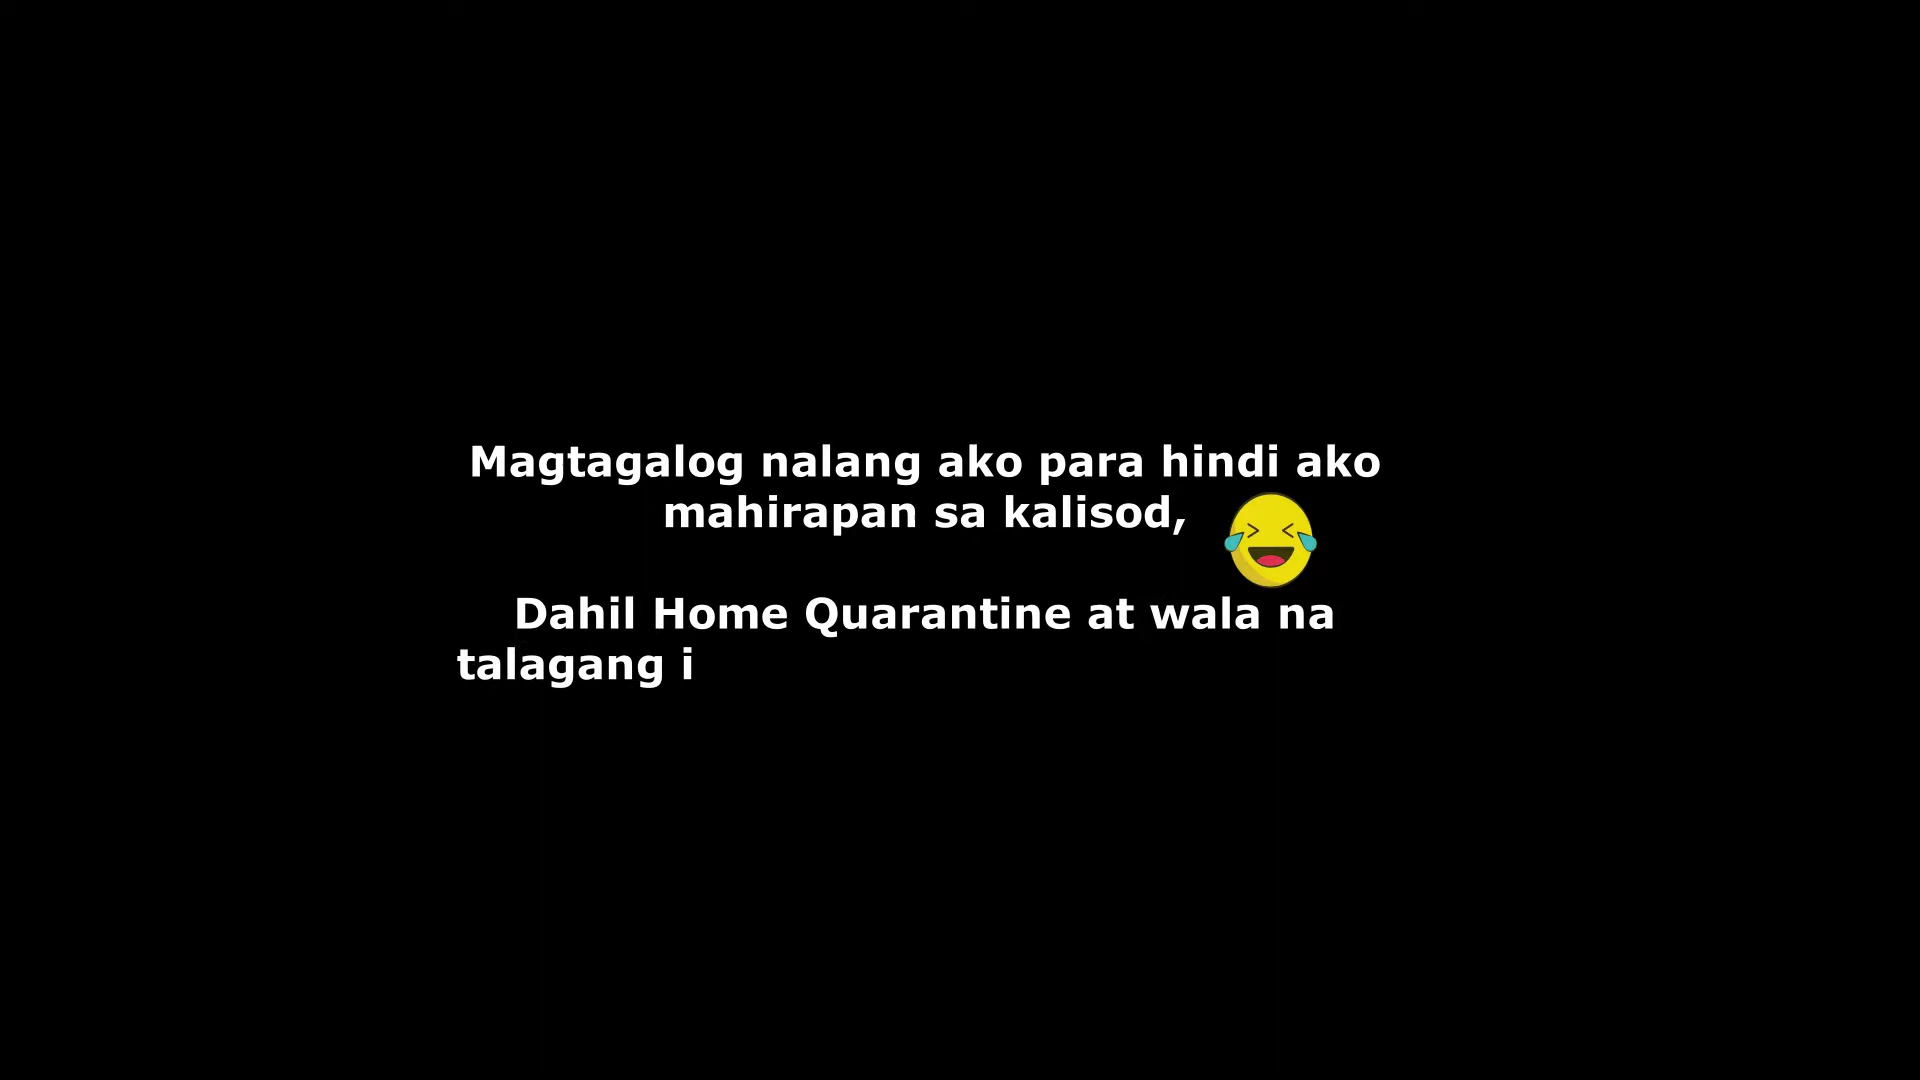 Magtagalog nalang ako para hindi ako
mahirapan sa kalisod,
Dahil Home Quarantine at wala na
talagang i